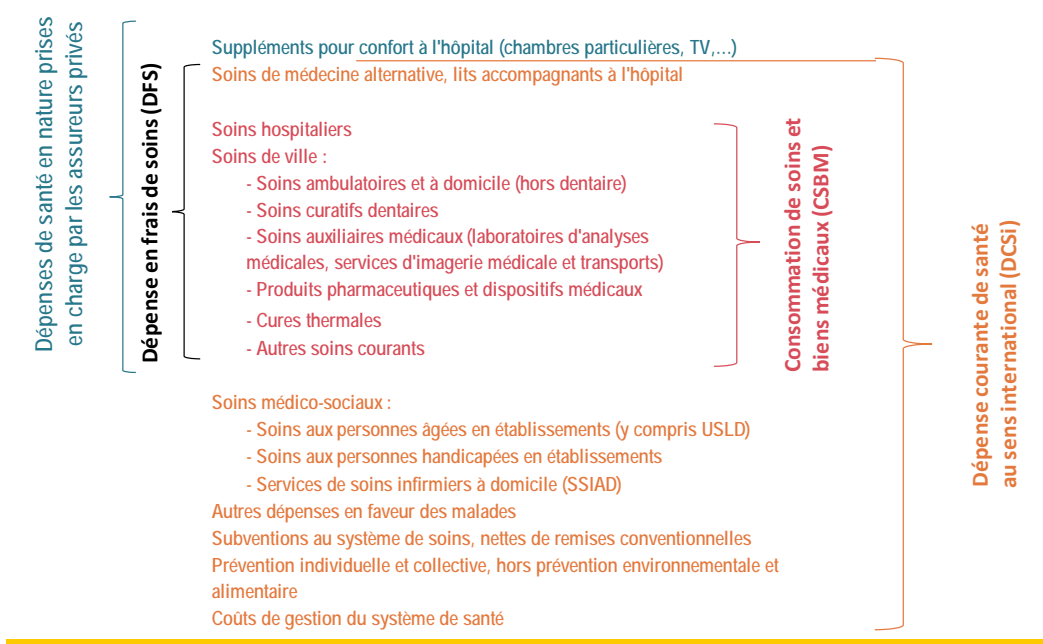 Dépenses de santé en nature prises
en charge par les assureurs privés
Dépense en frais de soins (DFS)
Suppléments pour confort à l'hôpital (chambres particulières, TV,…)
Soins de médecine alternative, lits accompagnants à l'hôpital
Soins hospitaliers
Soins de ville :
- Soins ambulatoires et à domicile (hors dentaire)
- Soins curatifs dentaires
- Soins auxiliaires médicaux (laboratoires d'analyses
médicales, services d'imagerie médicale et transports)
- Produits pharmaceutiques et dispositifs médicaux
- Cures thermales
- Autres soins courants
Soins médico-sociaux :
- Soins aux personnes âgées en établissements (y compris USLD)
- Soins aux personnes handicapées en établissements
- Services de soins infirmiers à domicile (SSIAD)
Autres dépenses en faveur des malades
Subventions au système de soins, nettes de remises conventionnelles
Prévention individuelle et collective, hors prévention environnementale et
alimentaire
Coûts de gestion du système de santé
Consommation de soins et
biens médicaux (CSBM)
Dépense courante de santé
au sens international (DCSi)